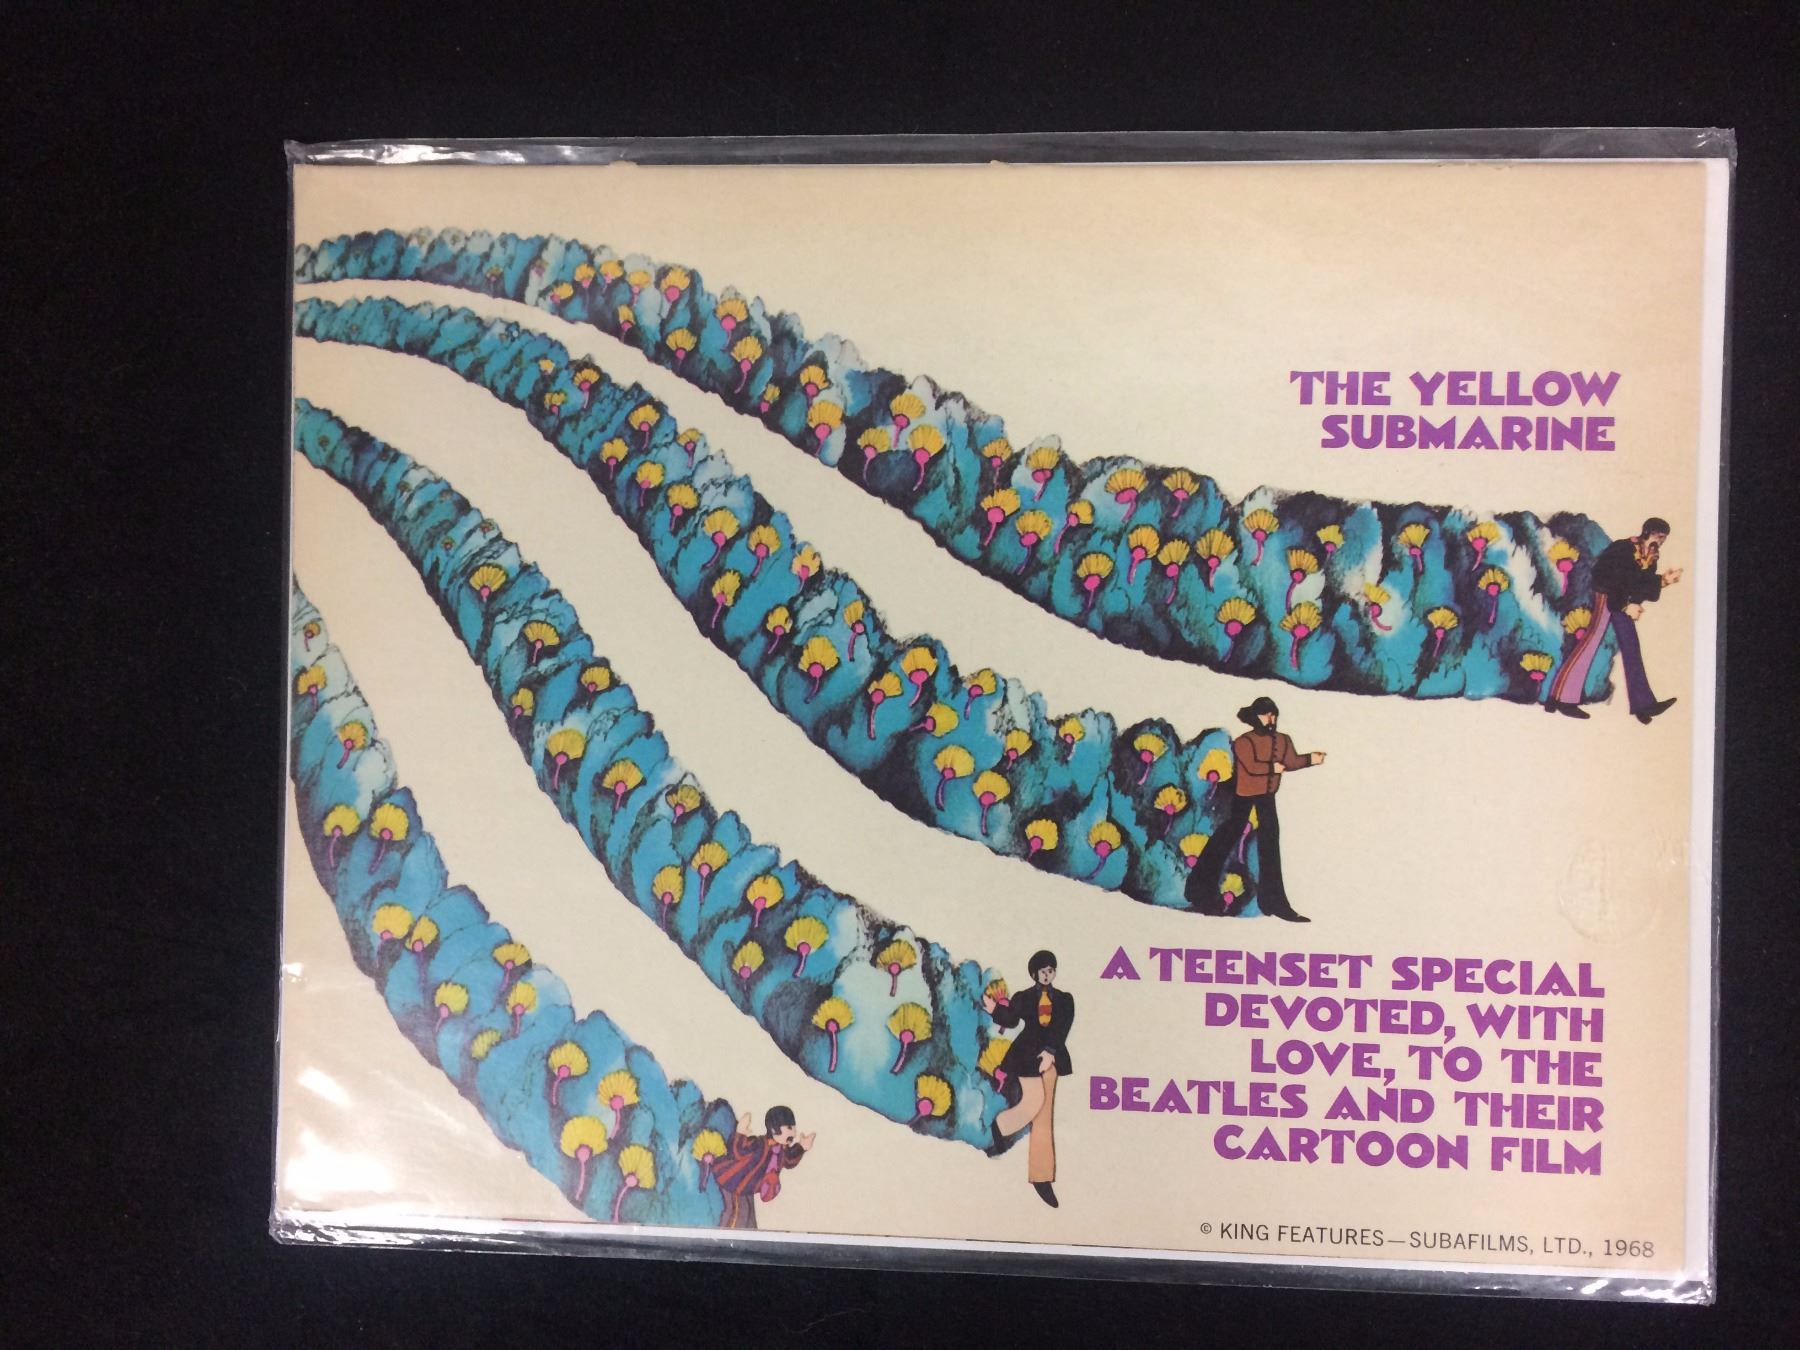 THE YELLOW
SUBMARINE
A TEENSET SPECIAL
DEVOTED, WITH
LOVE, TO THE
BEATLES AND THEIR
CARTOON FILM
© KING FEATURES—SUBAFILMS, LTD., 1968